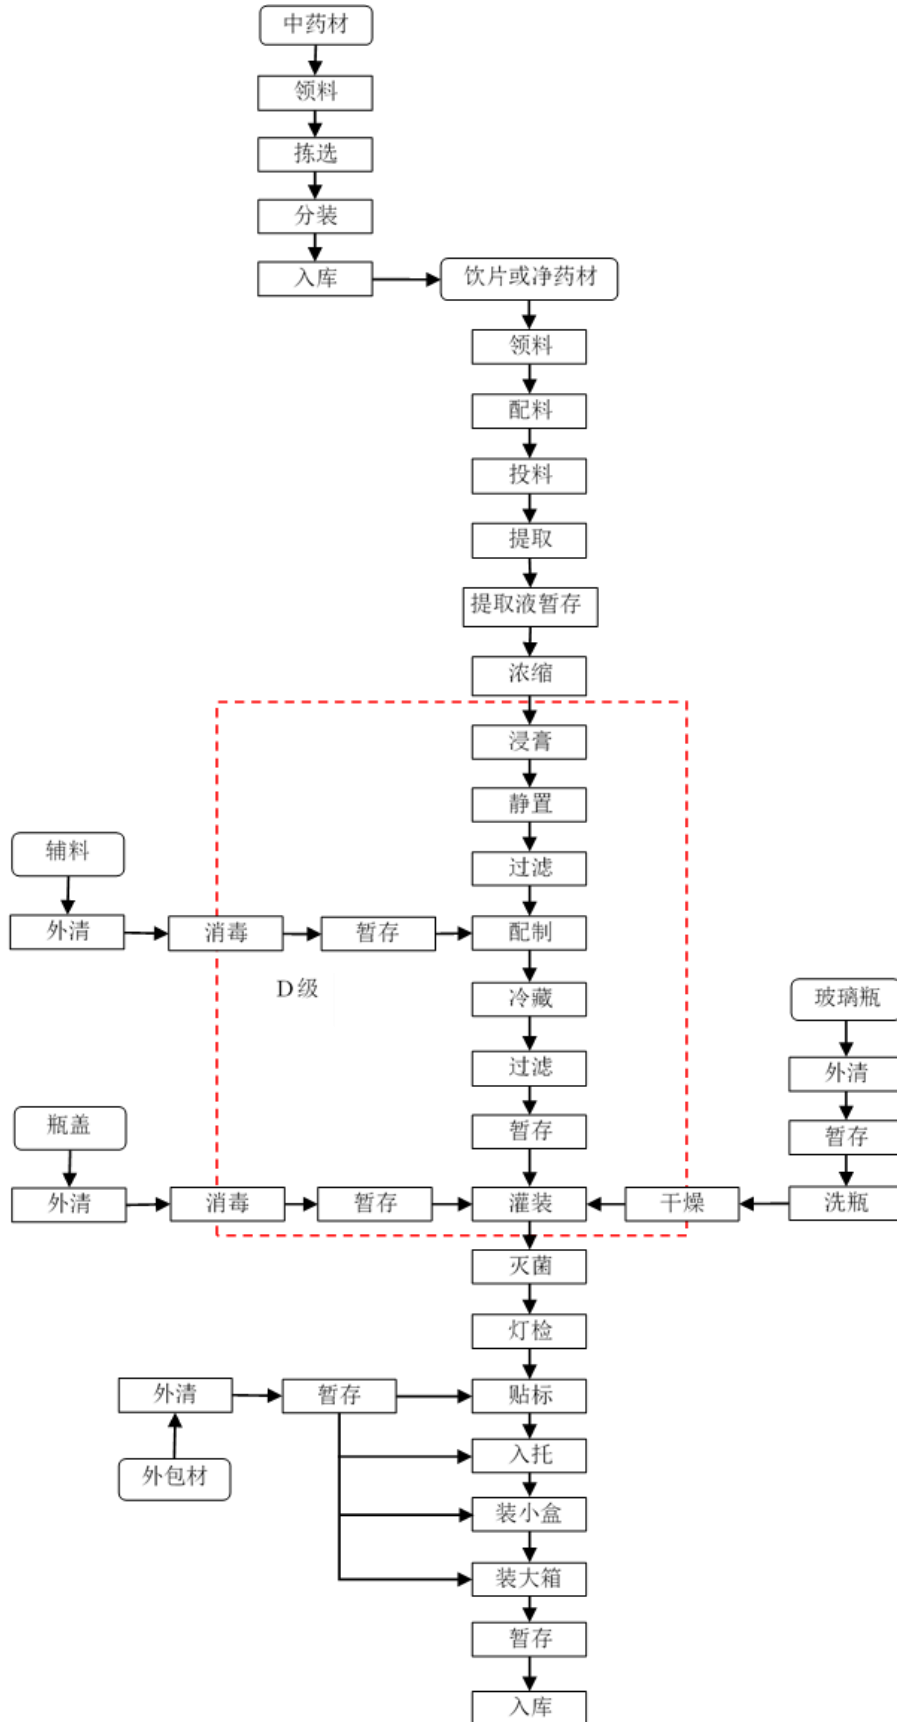 中药材
领料
拣选
分装
入库
饮片或净药材
领料
配料
投料
提取
提取液暂存
浓缩
浸膏
静置
过滤
辅料
外清
消毒
暂存
配制
D级
冷藏
过滤
暂存
玻璃瓶
外清
暂存
洗瓶
干燥
瓶盖
外清
消毒
暂存
灌装
灭菌
灯检
外包材
外清
暂存
贴标
入托
装小盒
装大箱
暂存
入库